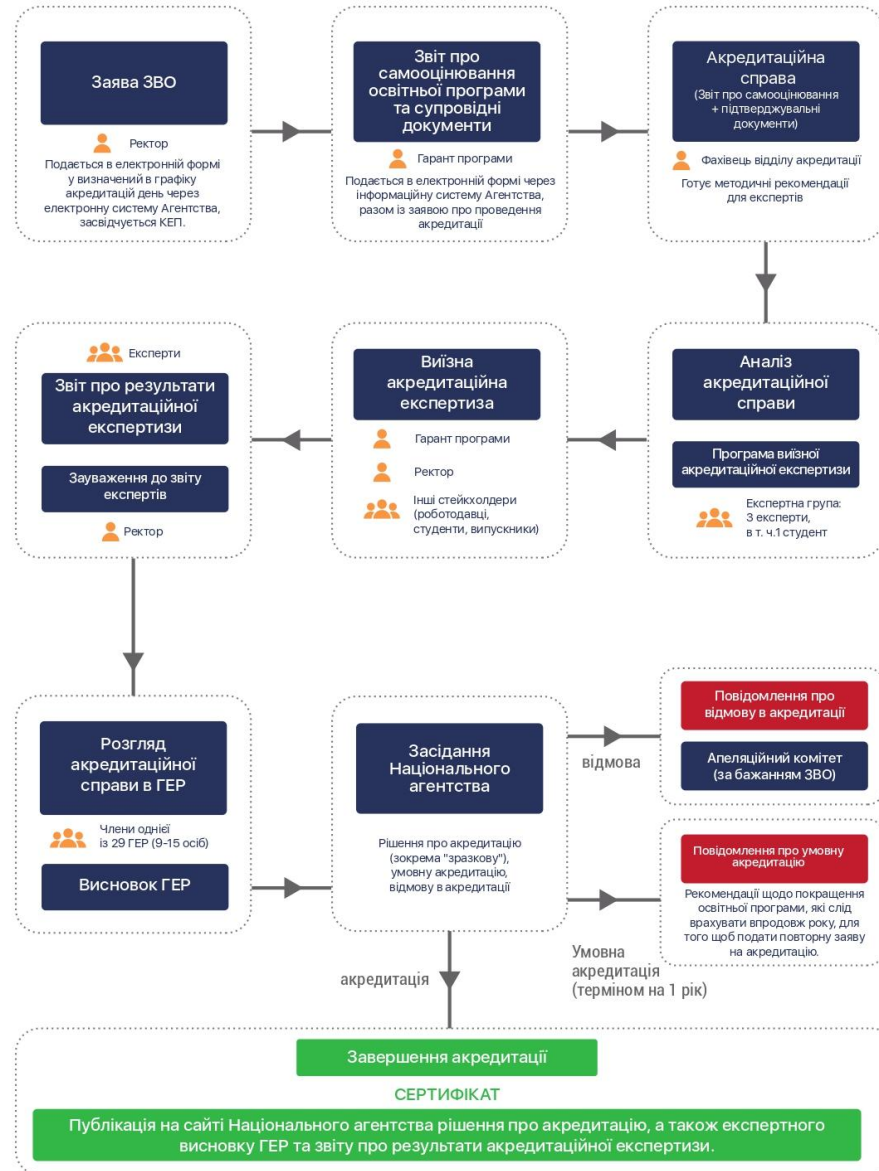 Заява ЗВО
Ректор
Подається в електронній формі
у визначений в графіку
акредитацій день через
електронну систему Агентства,
засвідчується КЕП.
Звіт про
самооцінювання
освітньої програми
та супровідні
документи
Гарант програми
Подається в електронній формі через
інформаційну систему Агентства,
разом із заявою про проведення
акредитації
Акредитаційна
справа
(Звіт про самооцінювання
+ підтверджувальні
документи)
Фахівець відділу акредитації
Готує методичні рекомендації
для експертів
Аналіз
акредитаційної
справи
Програма виїзної
акредитаційної експертизи
Експертна група:
3 експерти,
в т. ч.1 студент
Виїзна
акредитаційна
експертиза
Гарант програми
Ректор
Інші стейкхолдери
(роботодавці,
студенти, випускники)
Експерти
Звіт про результати
акредитаційної
експертизи
Зауваження до звіту
експертів
Ректор
Розгляд
акредитаційної
справи в ГЕР
Члени однієї
із 29 ГЕР (9-15 осіб)
Висновок ГЕР
Засідання
Національного
агентства
Рішення про акредитацію
(зокрема "зразкову"),
умовну акредитацію,
відмову в акредитації
відмова
Повідомлення про
відмову в акредитації
Апеляційний комітет
(за бажанням ЗВО)
Повідомлення про умовну
акредитацію
Рекомендації щодо покращення
освітньої програми, які слід
врахувати впродовж року, для
того щоб подати повторну заяву
на акредитацію.
Умовна
акредитація
(терміном на 1 рік)
акредитація
Завершення акредитації
СЕРТИФІКАТ
Публікація на сайті Національного агентства рішення про акредитацію, а також експертного
висновку ГЕР та звіту про результати акредитаційної експертизи.